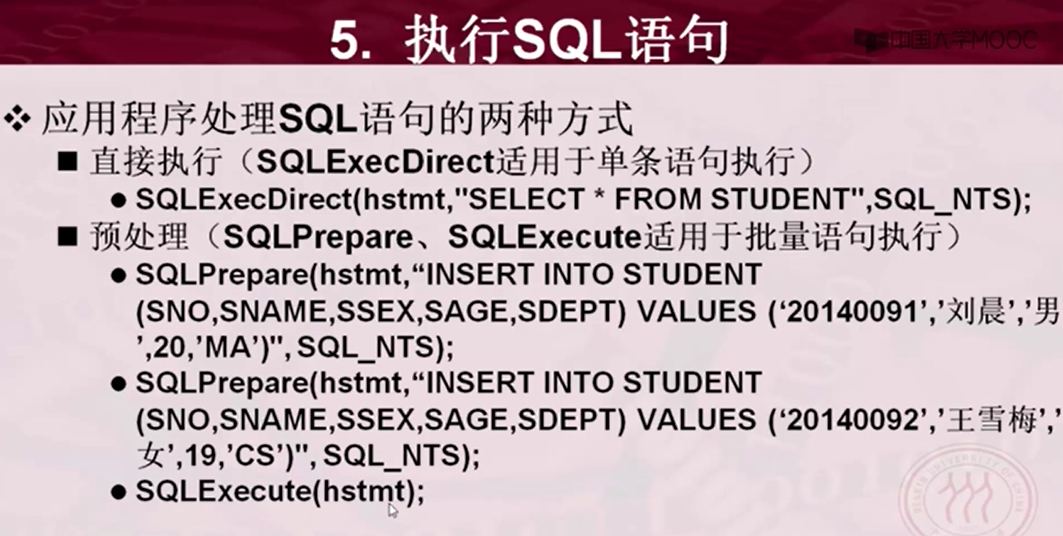 5. 执行SQL语句
中国大学MOOC
❖ 应用程序处理SQL语句的两种方式
■ 直接执行（SQLExecDirect适用于单条语句执行）
● SQLExecDirect(hstmt,"SELECT * FROM STUDENT",SQL_NTS);
■ 预处理（SQLPrepare、SQLExecute适用于批量语句执行）
● SQLPrepare(hstmt,“INSERT INTO STUDENT
(SNO,SNAME,SSEX,SAGE,SDEPT) VALUES (‘20140091’,’刘晨’,’男
’,20,’MA’)", SQL_NTS);
● SQLPrepare(hstmt,“INSERT INTO STUDENT
(SNO,SNAME,SSEX,SAGE,SDEPT) VALUES (‘20140092’,’王雪梅’,’
女’,19,’CS’)", SQL_NTS);
● SQLExecute(hstmt);